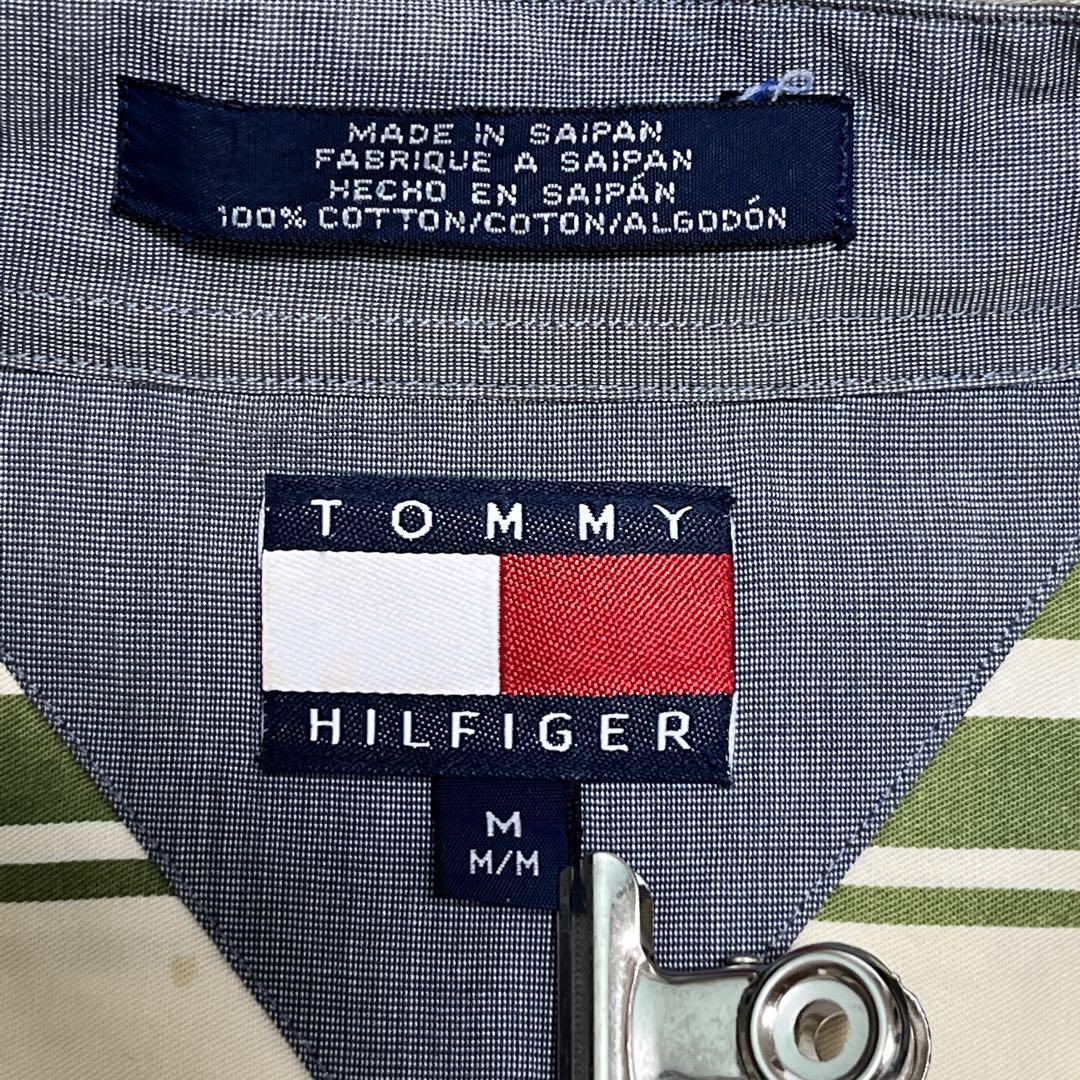 MADE IN SAIPAN
FABRIQUE A SAIPAN
HECHO EN SAIPÁN
100% COTTON/COTON/ALGODÓN
TOMMY
HILFIGER
M
M/M